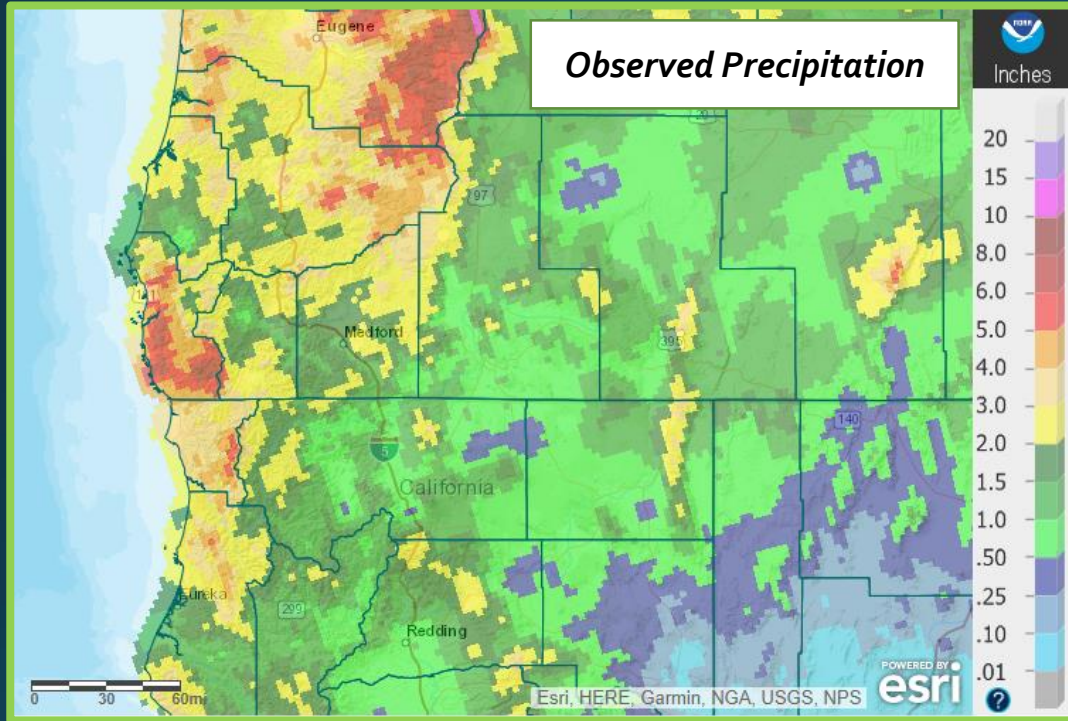 Observed Precipitation
NOAA
Inches
20
15
10
8.0
6.0
5.0
4.0
3.0
2.0
1.5
1.0
.50
.25
.10
.01
?
Eugene
97
Medford
395
140
5
California
Eureka
299
Redding
0 30 60mi
Esri, HERE, Garmin, NGA, USGS, NPS
POWERED BY
esri